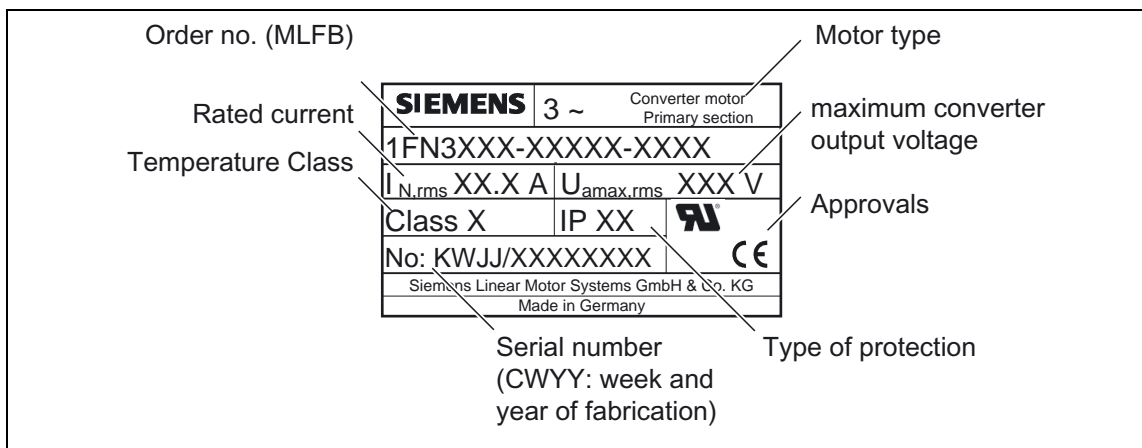 Order no. (MLFB)
Motor type
Rated current
maximum converter
output voltage
Temperature Class
Approvals
SIEMENS
3 ~
Converter motor
Primary section
1FN3XXX-XXXXX-XXXX
I N,rms XX.X A
Uamax,rms XXX V
Class X
IP XX
RU
No: KWJJ/XXXXXXXX
CE
Siemens Linear Motor Systems GmbH & Co. KG
Made in Germany
Serial number
(CWYY: week and
year of fabrication)
Type of protection